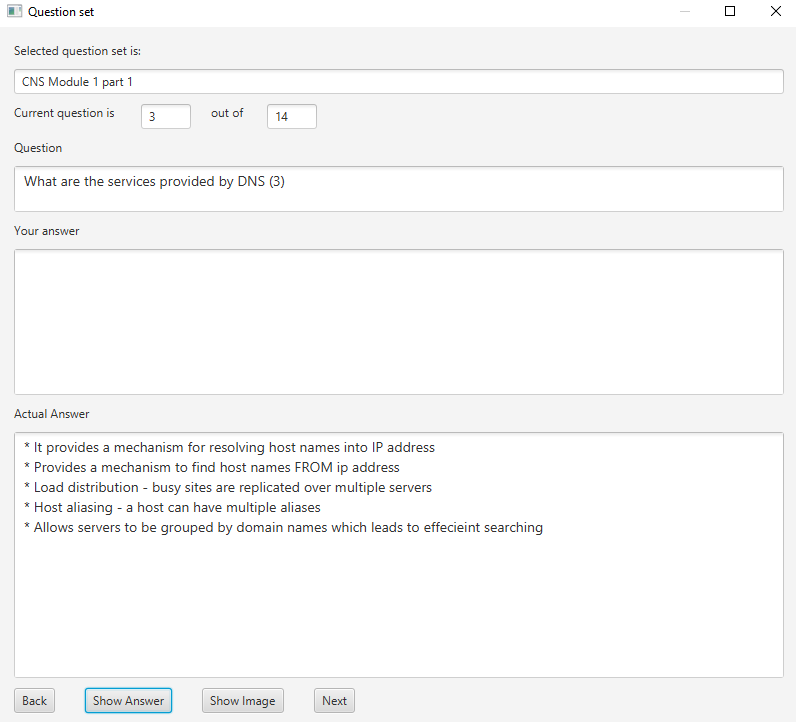 Question set
Selected question set is:
CNS Module 1 part 1
Current question is 3 out of 14
Question
What are the services provided by DNS (3)
Your answer
Actual Answer
* It provides a mechanism for resolving host names into IP address
* Provides a mechanism to find host names FROM ip address
* Load distribution - busy sites are replicated over multiple servers
* Host aliasing - a host can have multiple aliases
* Allows servers to be grouped by domain names which leads to effecieint searching
Back Show Answer Show Image Next